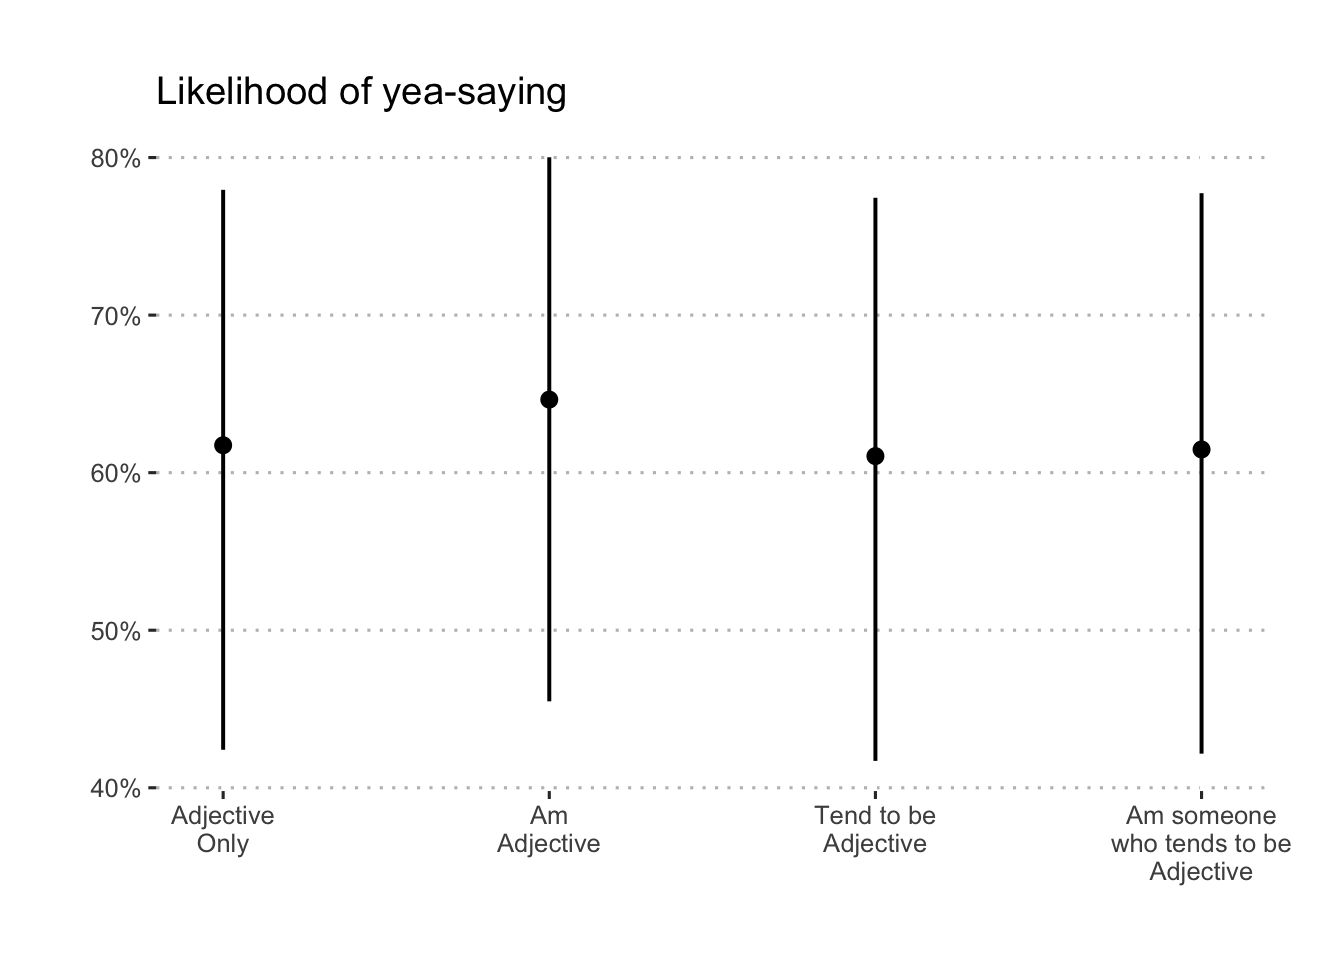 Likelihood of yea-saying
80%
70%
60%
50%
40%
Adjective
Only
Am
Adjective
Tend to be
Adjective
Am someone
who tends to be
Adjective